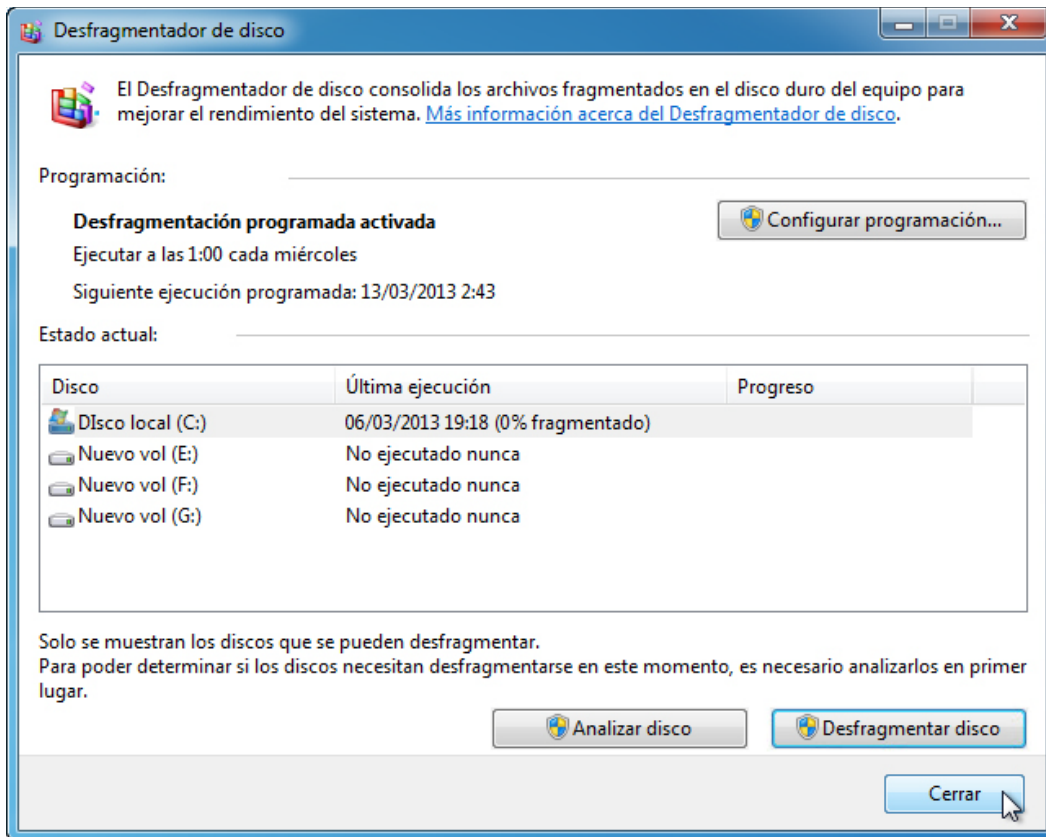 Desfragmentador de disco
El Desfragmentador de disco consolida los archivos fragmentados en el disco duro del equipo para
mejorar el rendimiento del sistema. Más información acerca del Desfragmentador de disco.
Programación:
Desfragmentación programada activada
Configurar programación...
Ejecutar a las 1:00 cada miércoles
Siguiente ejecución programada: 13/03/2013 2:43
Estado actual:
Disco Última ejecución Progreso
DIsco local (C:) 06/03/2013 19:18 (0% fragmentado)
Nuevo vol (E:) No ejecutado nunca
Nuevo vol (F:) No ejecutado nunca
Nuevo vol (G:) No ejecutado nunca
Solo se muestran los discos que se pueden desfragmentar.
Para poder determinar si los discos necesitan desfragmentarse en este momento, es necesario analizarlos en primer
lugar.
Analizar disco Desfragmentar disco
Cerrar